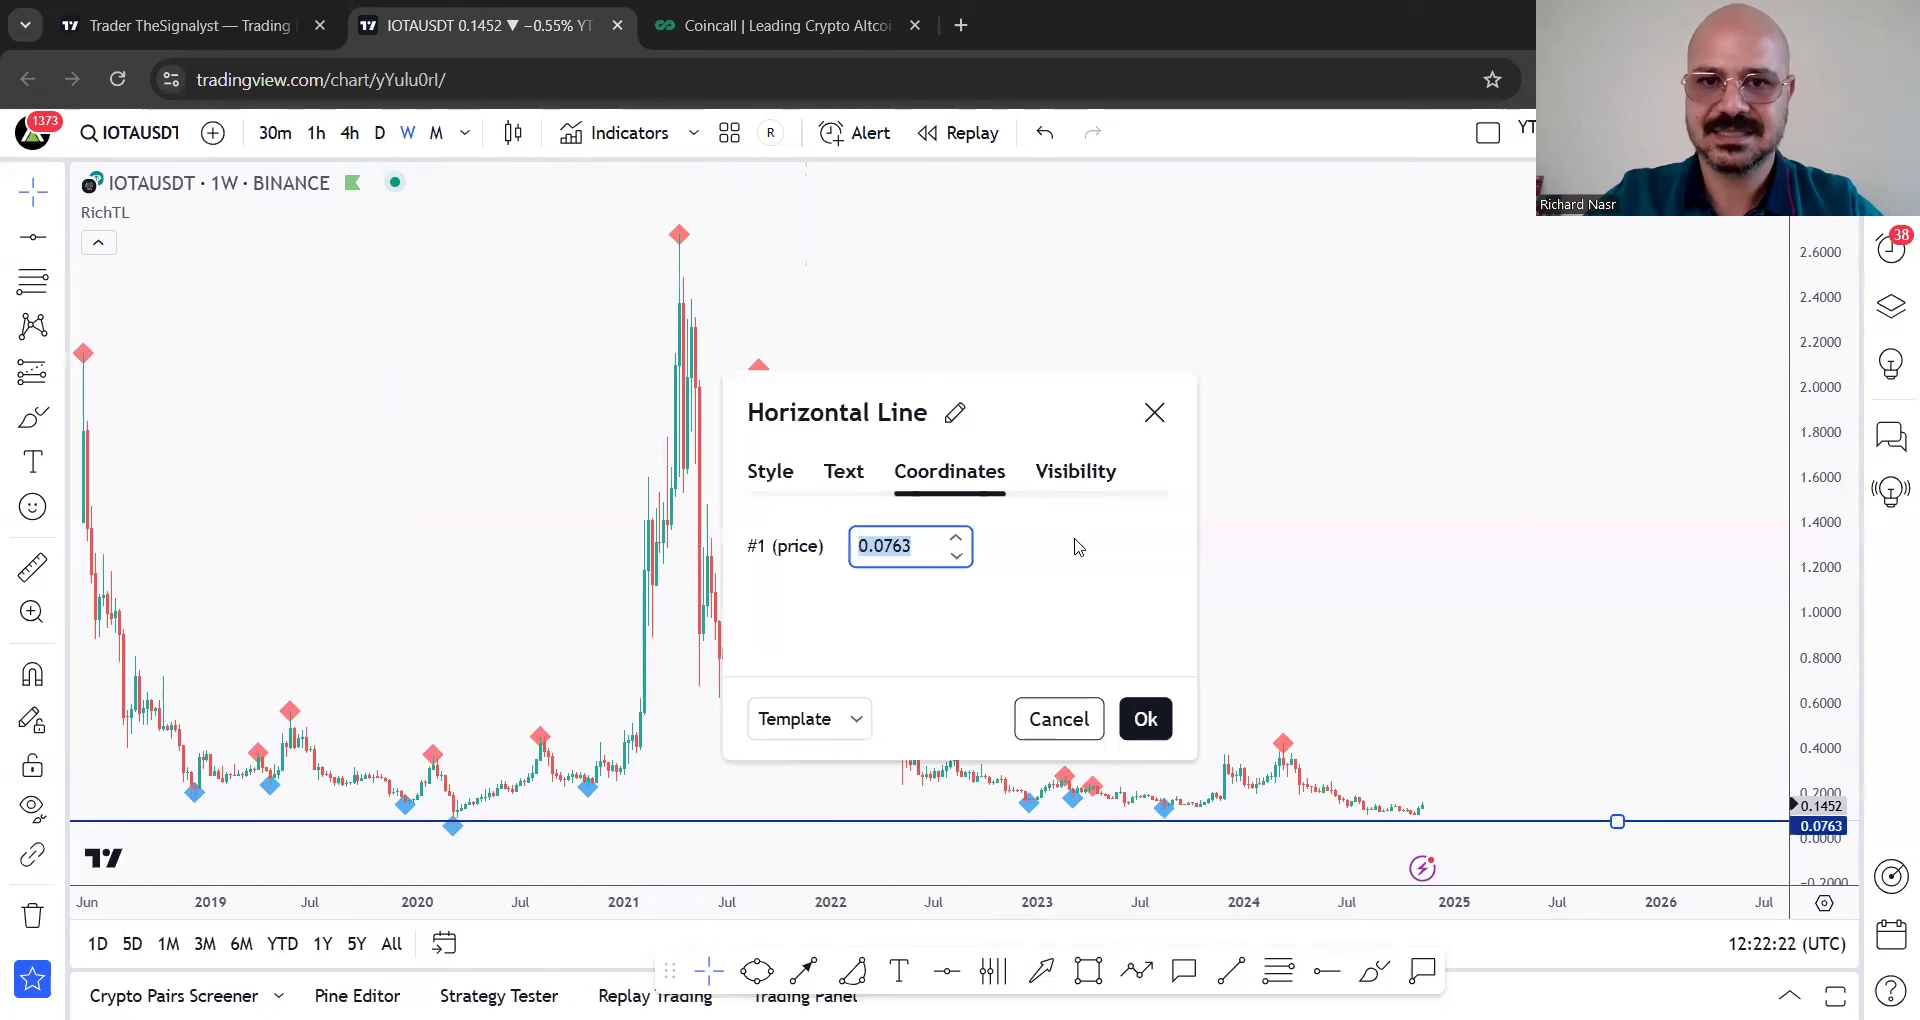 Trader TheSignalyst — Trading
IOTAUSDT 0.1452 ▼ −0.55% YT
Coincall | Leading Crypto Altcoi
tradingview.com/chart/yYulu0rI/
1373
IOTAUSDT
30m 1h 4h D W M
Indicators
R
Alert
Replay
YT
Richard Nasr
IOTAUSDT · 1W · BINANCE
RichTL
38
2.6000
2.4000
2.2000
2.0000
1.8000
1.6000
1.4000
1.2000
1.0000
0.8000
0.6000
0.4000
0.2000
0.1452
0.0763
0.0000
−0.2000
Horizontal Line
Style Text Coordinates Visibility
#1 (price) 0.0763
Template Cancel Ok
Jun 2019 Jul 2020 Jul 2021 Jul 2022 Jul 2023 Jul 2024 Jul 2025 Jul 2026 Jul
1D 5D 1M 3M 6M YTD 1Y 5Y All
12:22:22 (UTC)
Crypto Pairs Screener Pine Editor Strategy Tester Replay Trading Trading Panel